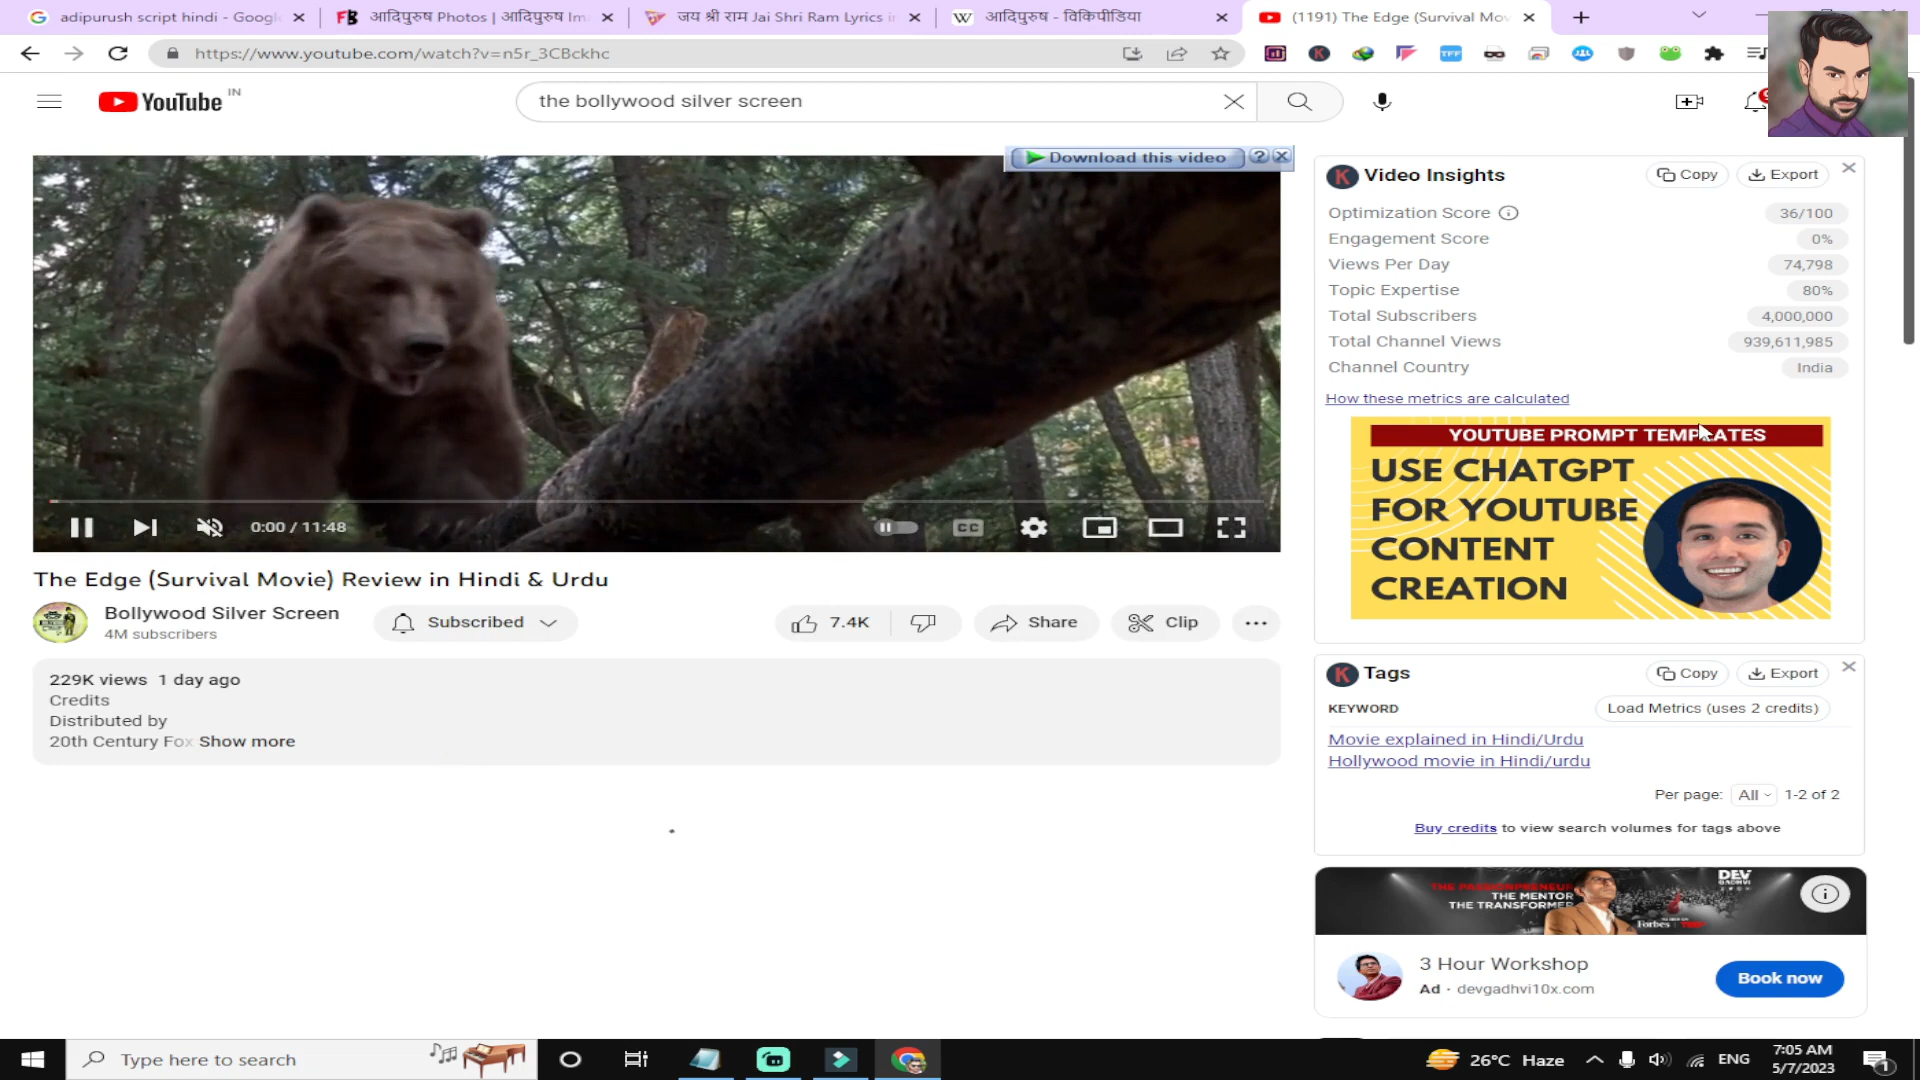 adipurush script hindi - Googl
आदिपुरुष Photos | आदिपुरुष Im
जय श्री राम Jai Shri Ram Lyrics i
आदिपुरुष - विकिपीडिया
(1191) The Edge (Survival Mov
https://www.youtube.com/watch?v=n5r_3CBckhc
YouTube IN
the bollywood silver screen
Download this video
Video Insights
Copy
Export
Optimization Score 36/100
Engagement Score 0%
Views Per Day 74,798
Topic Expertise 80%
Total Subscribers 4,000,000
Total Channel Views 939,611,985
Channel Country India
How these metrics are calculated
YOUTUBE PROMPT TEMPLATES
USE CHATGPT
FOR YOUTUBE
CONTENT
CREATION
0:00 / 11:48
CC
The Edge (Survival Movie) Review in Hindi & Urdu
Bollywood Silver Screen
4M subscribers
Subscribed
7.4K
Share
Clip
229K views 1 day ago
Credits
Distributed by
20th Century Fox Show more
Tags
Copy
Export
KEYWORD
Load Metrics (uses 2 credits)
Movie explained in Hindi/Urdu
Hollywood movie in Hindi/urdu
Per page: All 1-2 of 2
Buy credits to view search volumes for tags above
THE PASSIONPRENEUR
THE MENTOR
THE TRANSFORMER
DEV
GADHVI
Forbes
3 Hour Workshop
Ad · devgadhvi10x.com
Book now
Type here to search
26°C Haze
ENG
7:05 AM
5/7/2023